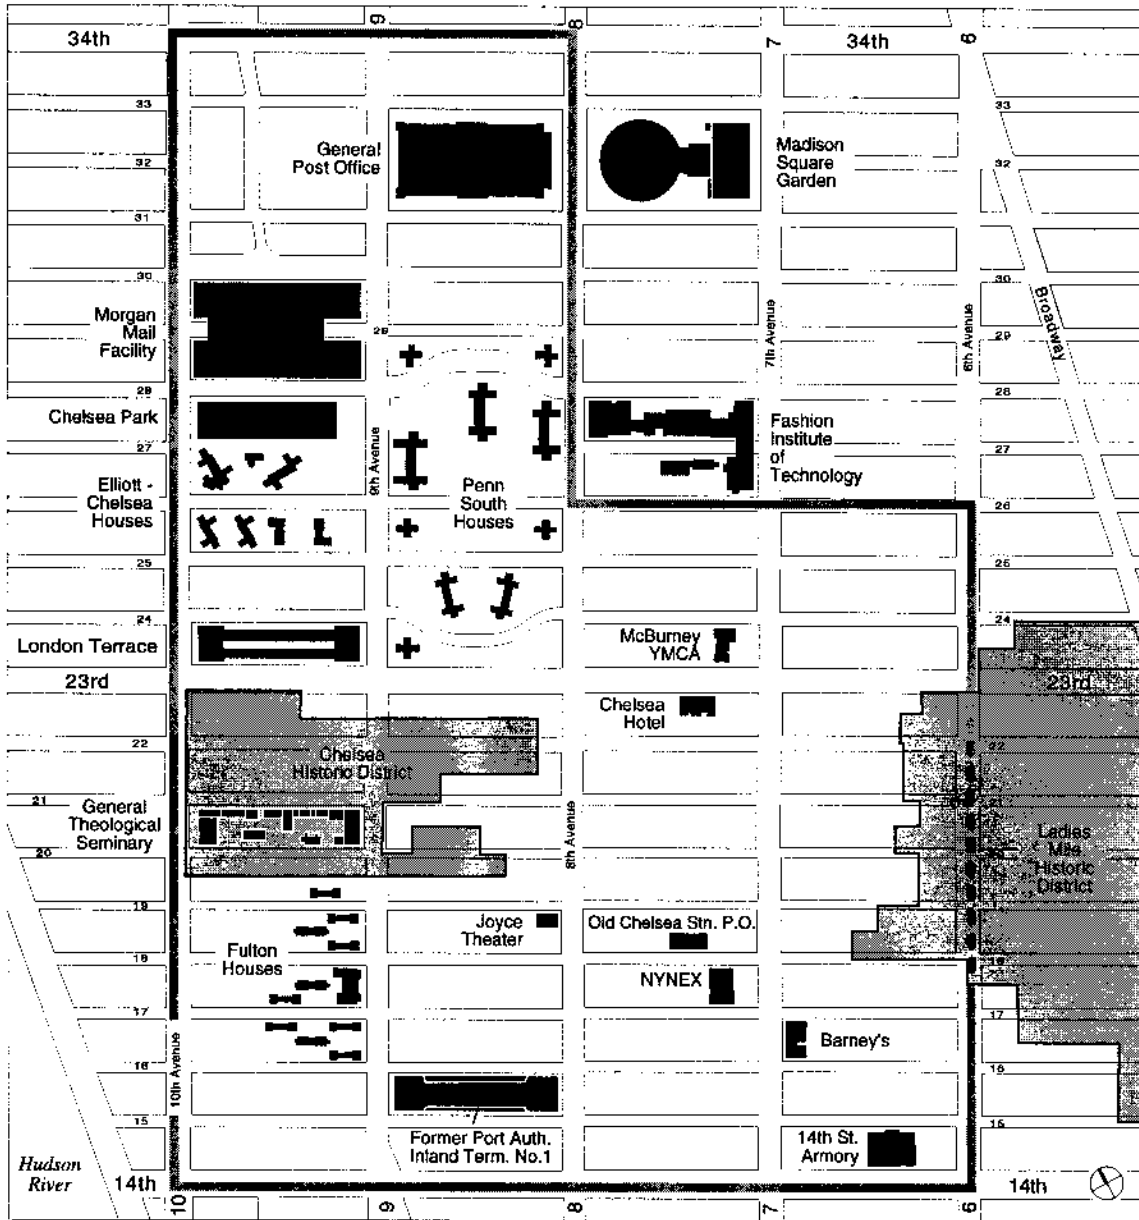 9
8
34th
7
34th
6
33
33
General
Post Office
Madison
Square
Garden
32
32
31
31
30
30
Morgan
Mail
Facility
29
29
7th Avenue
6th Avenue
Broadway
28
28
Chelsea Park
Fashion
Institute
of
Technology
27
27
9th Avenue
Elliott -
Chelsea
Houses
Penn
South
Houses
26
26
25
25
24
24
London Terrace
McBurney
YMCA
23rd
23rd
Chelsea
Hotel
22
22
Chelsea
Historic District
21
21
General
Theological
Seminary
8th Avenue
Ladies
Mile
Historic
District
20
19
Joyce
Theater
Old Chelsea Stn. P.O.
Fulton
Houses
18
18
NYNEX
17
17
Barney's
16
16
10th Avenue
15
15
Former Port Auth.
Inland Term. No.1
14th St.
Armory
Hudson
River
14th
14th
10
9
8
7
6